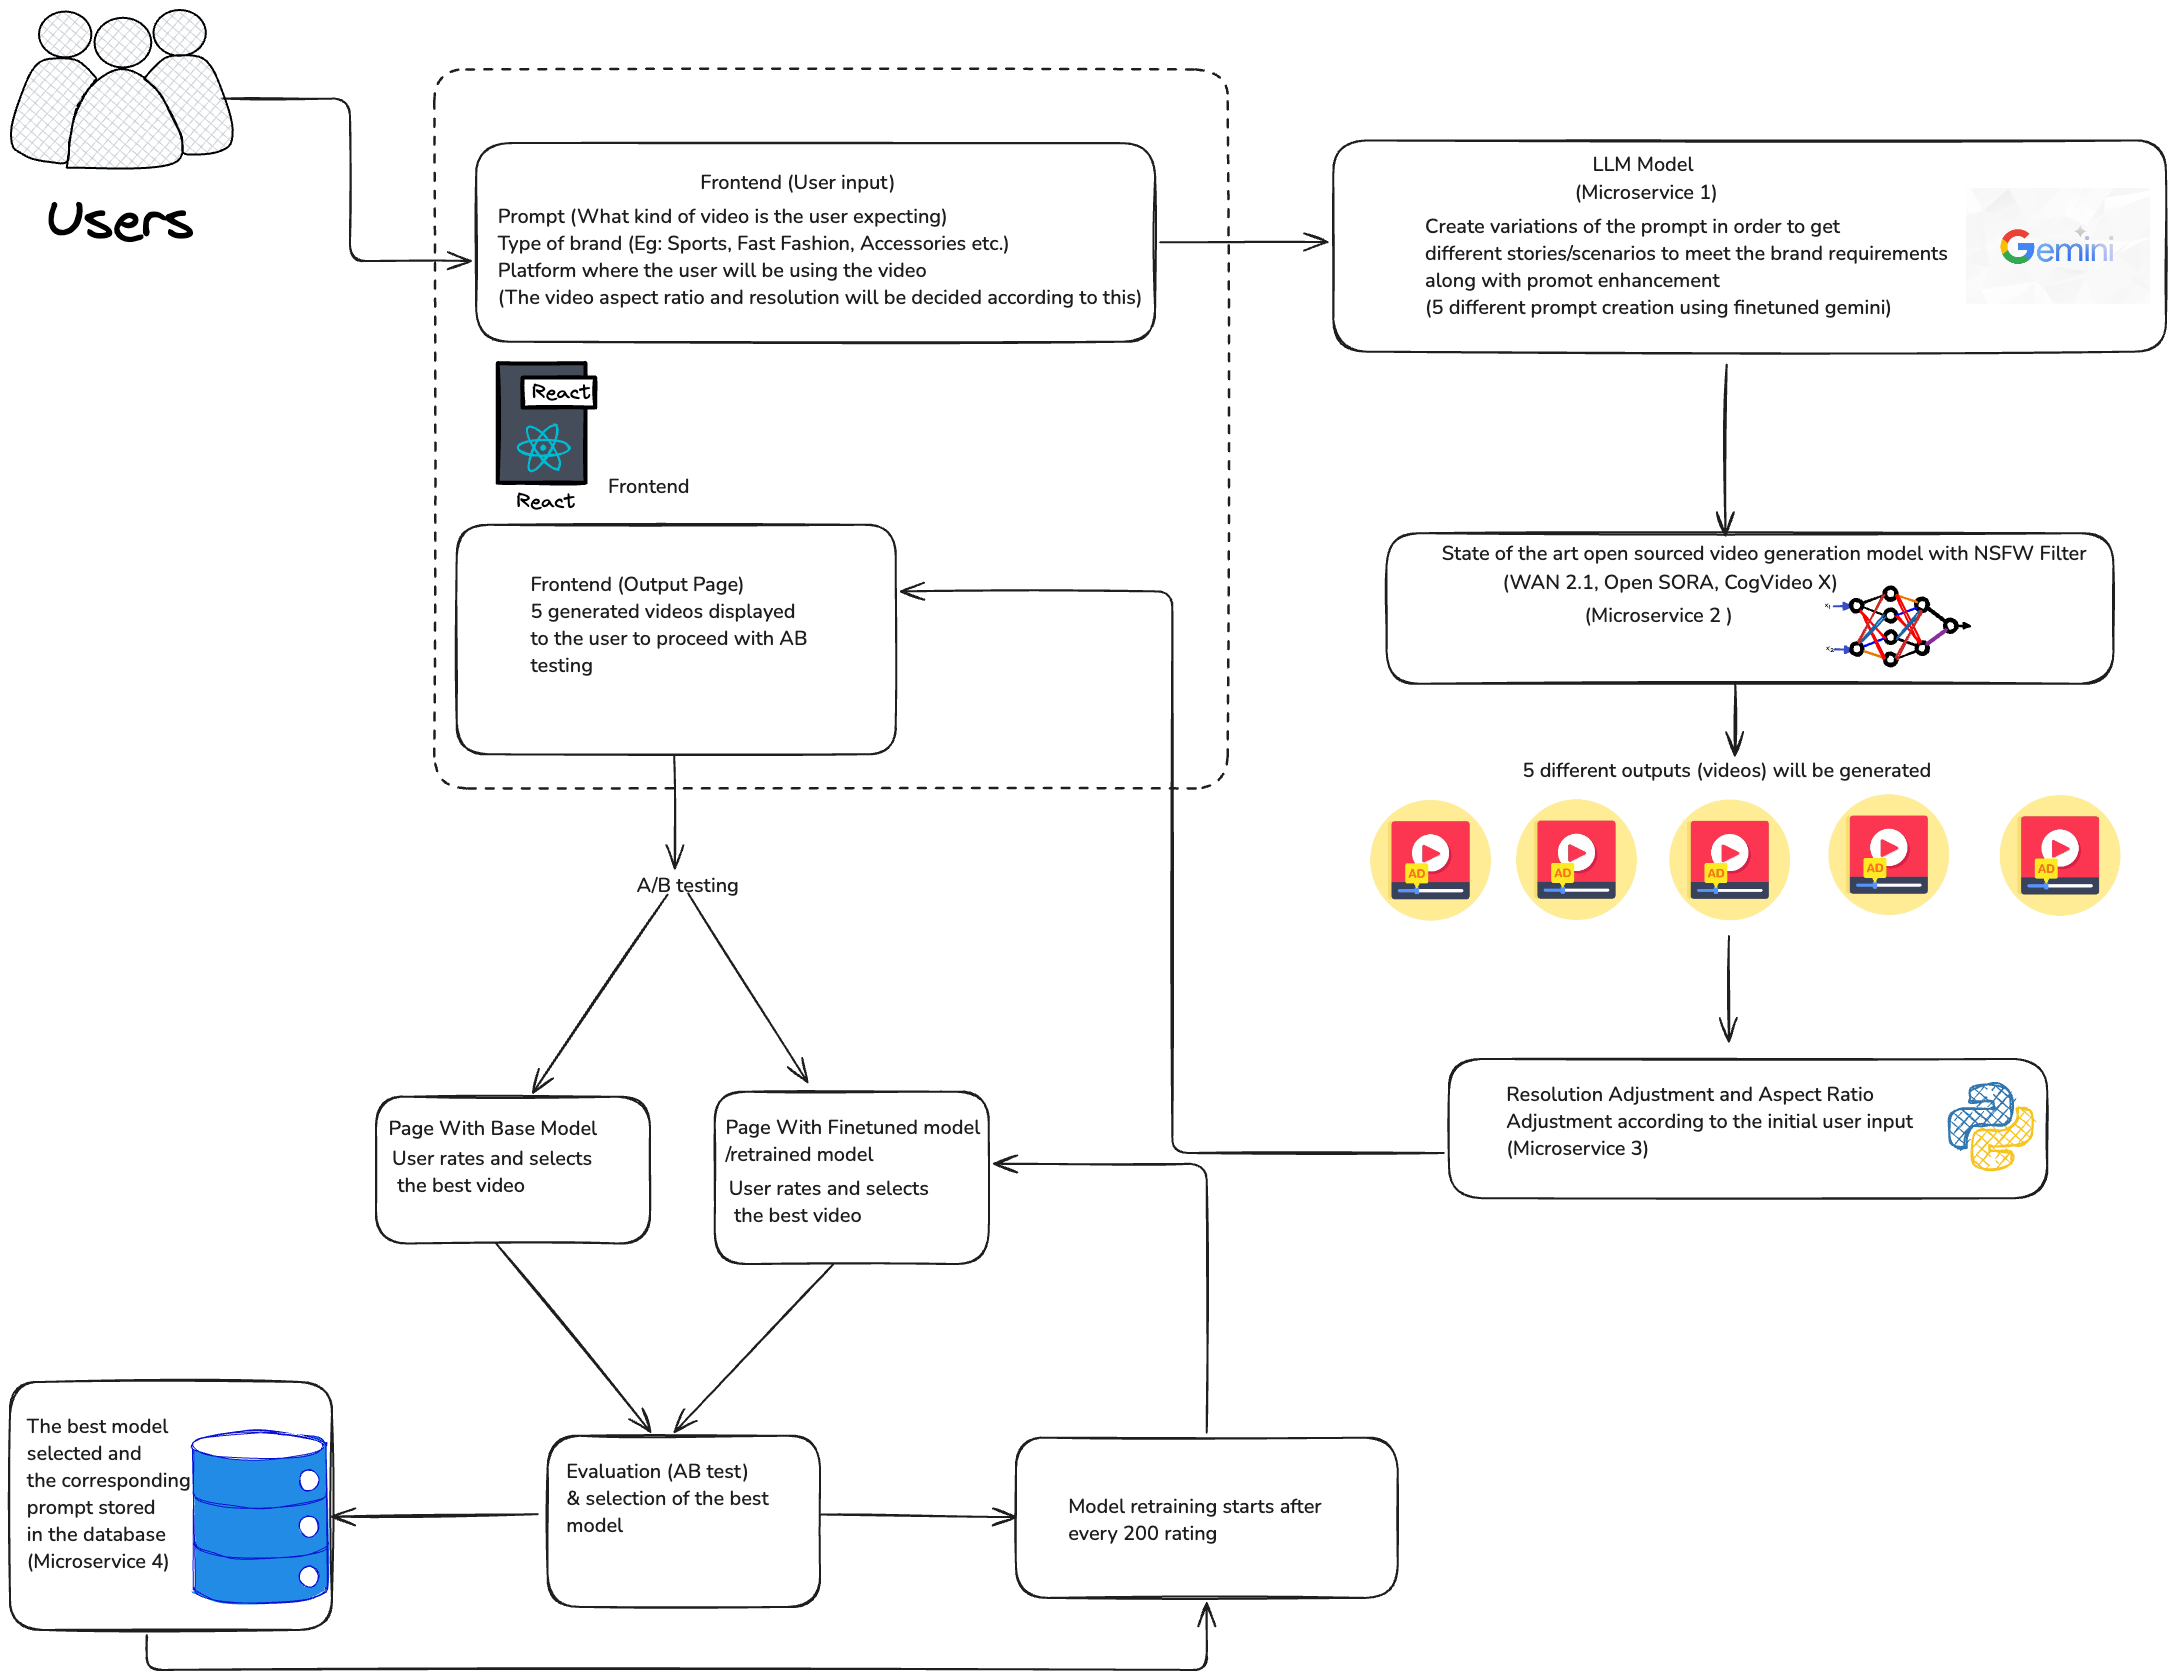 Users
Frontend (User input)
Prompt (What kind of video is the user expecting)
Type of brand (Eg: Sports, Fast Fashion, Accessories etc.)
Platform where the user will be using the video
(The video aspect ratio and resolution will be decided according to this)
LLM Model
(Microservice 1)
Create variations of the prompt in order to get
different stories/scenarios to meet the brand requirements
along with promot enhancement
(5 different prompt creation using finetuned gemini)
Gemini
React
React
Frontend
Frontend (Output Page)
5 generated videos displayed
to the user to proceed with AB
testing
State of the art open sourced video generation model with NSFW Filter
(WAN 2.1, Open SORA, CogVideo X)
(Microservice 2 )
x₁
x₂
5 different outputs (videos) will be generated
AD
AD
AD
AD
AD
A/B testing
Resolution Adjustment and Aspect Ratio
Adjustment according to the initial user input
(Microservice 3)
Page With Base Model
User rates and selects
the best video
Page With Finetuned model
/retrained model
User rates and selects
the best video
The best model
selected and
the corresponding
prompt stored
in the database
(Microservice 4)
Evaluation (AB test)
& selection of the best
model
Model retraining starts after
every 200 rating